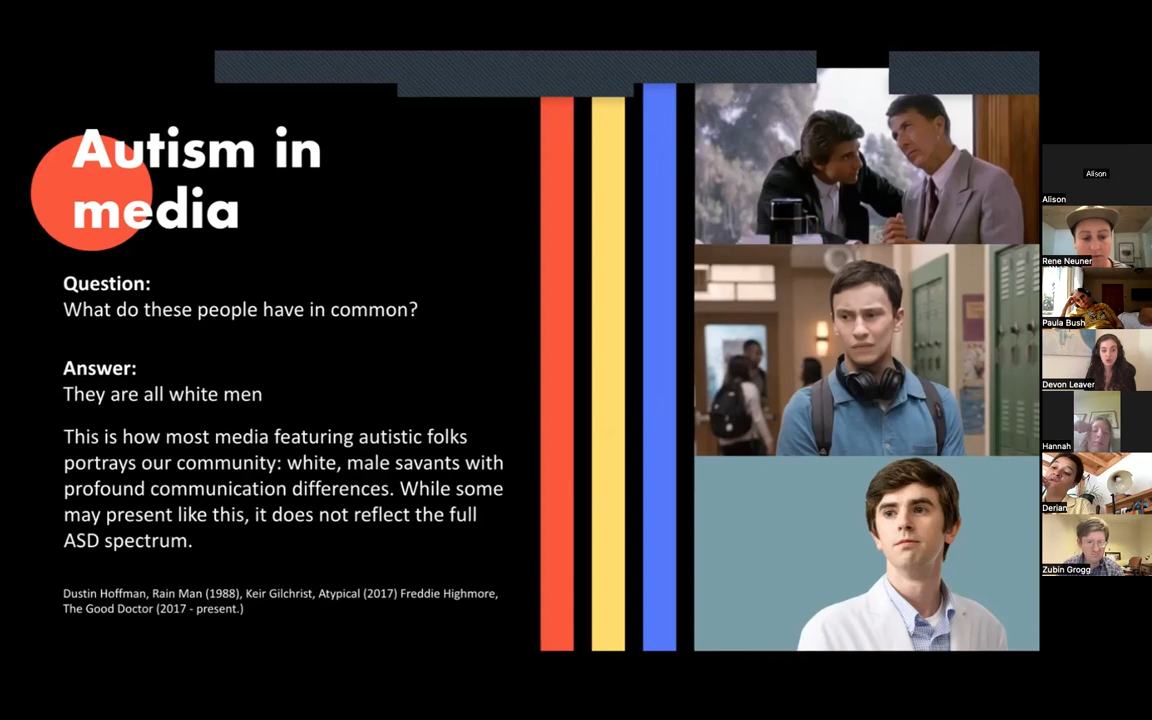 Autism in
media
Question:
What do these people have in common?
Answer:
They are all white men
This is how most media featuring autistic folks
portrays our community: white, male savants with
profound communication differences. While some
may present like this, it does not reflect the full
ASD spectrum.
Dustin Hoffman, Rain Man (1988), Keir Gilchrist, Atypical (2017) Freddie Highmore,
The Good Doctor (2017 - present.)
Alison
Alison
Rene Neuner
Paula Bush
Devon Leaver
Hannah
Derian
Zubin Grogg